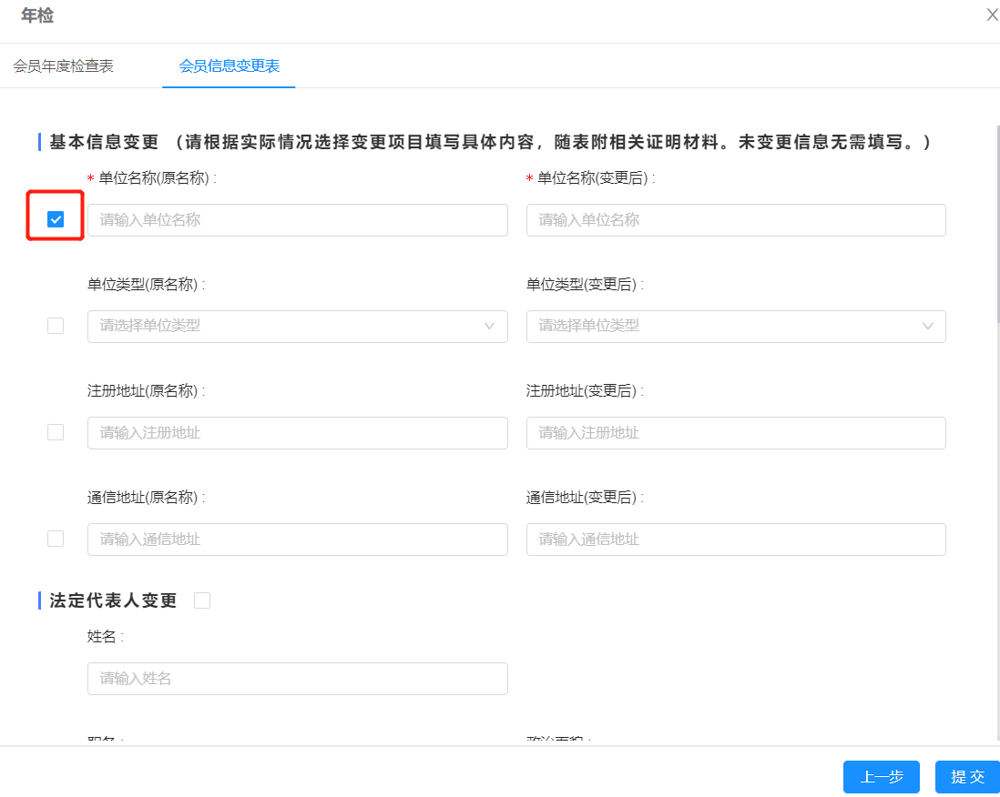 年检
会员年度检查表 会员信息变更表
基本信息变更 （请根据实际情况选择变更项目填写具体内容，随表附相关证明材料。未变更信息无需填写。）
* 单位名称(原名称) : * 单位名称(变更后) :
请输入单位名称 请输入单位名称
单位类型(原名称) : 单位类型(变更后) :
请选择单位类型 请选择单位类型
注册地址(原名称) : 注册地址(变更后) :
请输入注册地址 请输入注册地址
通信地址(原名称) : 通信地址(变更后) :
请输入通信地址 请输入通信地址
法定代表人变更
姓名 :
请输入姓名
职务 : 政治面貌 :
上一步 提 交